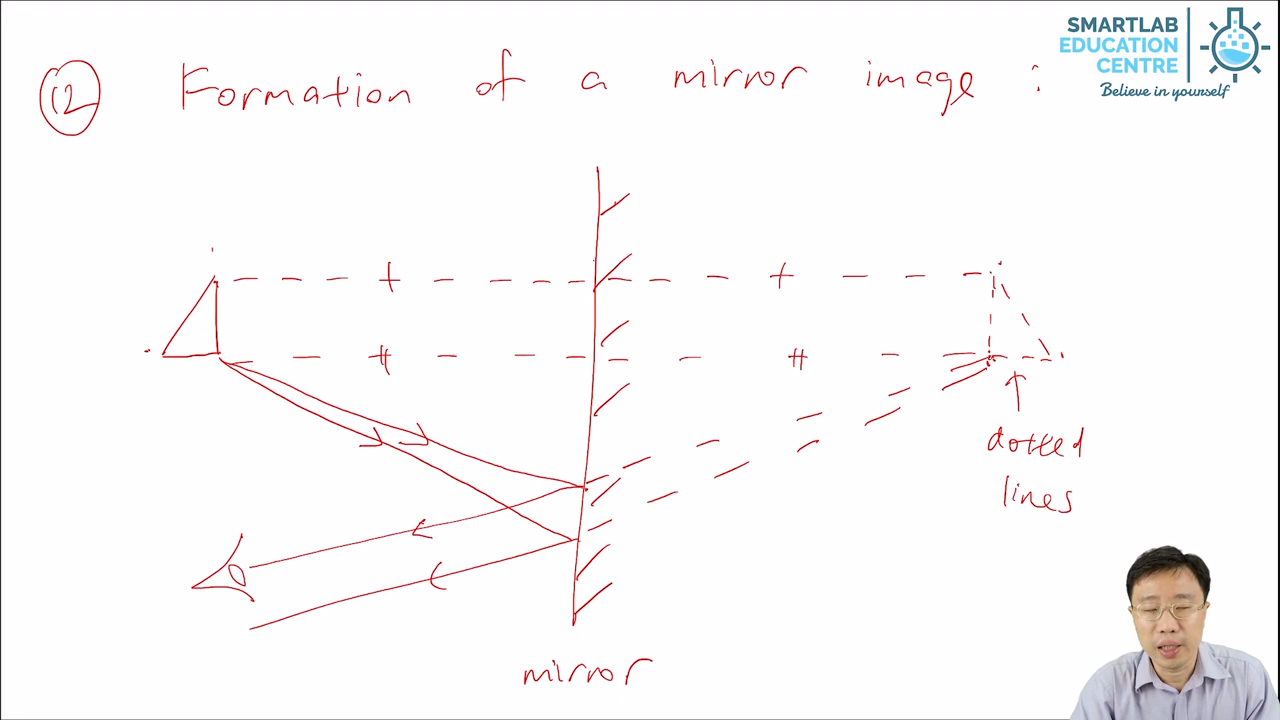 SMARTLAB
EDUCATION
CENTRE
Believe in yourself
12 Formation of a mirror image :
dotted
lines
mirror